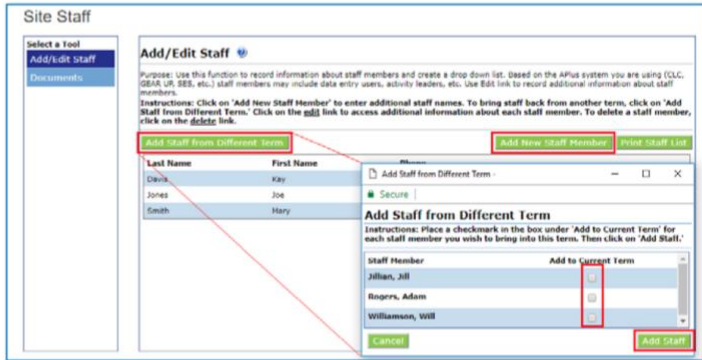 Site Staff
Select a Tool
Add/Edit Staff
Documents
Add/Edit Staff
Purpose: Use this function to record information about staff members and create a drop down list. Based on the APlus system you are using (CLC,
GEAR UP, SES, etc.) staff members may include data entry users, activity leaders, etc. Use Edit link to record additional information about staff
members.
Instructions: Click on 'Add New Staff Member' to enter additional staff names. To bring staff back from another term, click on 'Add
Staff from Different Term.' Click on the edit link to access additional information about each staff member. To delete a staff member,
click on the delete link.
Add Staff from Different Term
Add New Staff Member
Print Staff List
Last Name First Name Phone
Davis Kay
Jones Joe
Smith Mary
Add Staff from Different Term -
Secure
Add Staff from Different Term
Instructions: Place a checkmark in the box under 'Add to Current Term' for
each staff member you wish to bring into this term. Then click on 'Add Staff.'
Staff Member Add to Current Term
Jillian, Jill
Rogers, Adam
Williamson, Will
Cancel
Add Staff